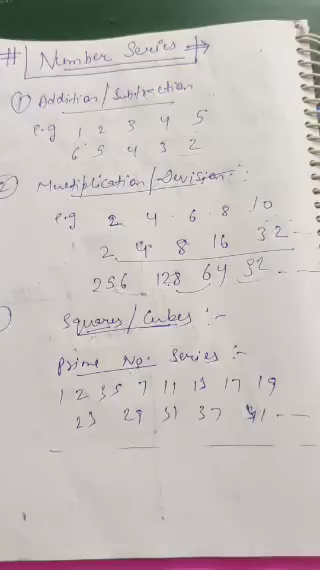 # Number Series →
① Addition/Subtraction
e.g 1 2 3 4 5
6 5 4 3 2
2) Multiplication/Devision :-
e.g 2 4 6 8 10
2 4 8 16 32 --
256 128 64 32 - --
Squares/Cubes :-
Prime No. Series :-
1 2 3 5 7 11 13 17 19
23 29 31 37 41 - --